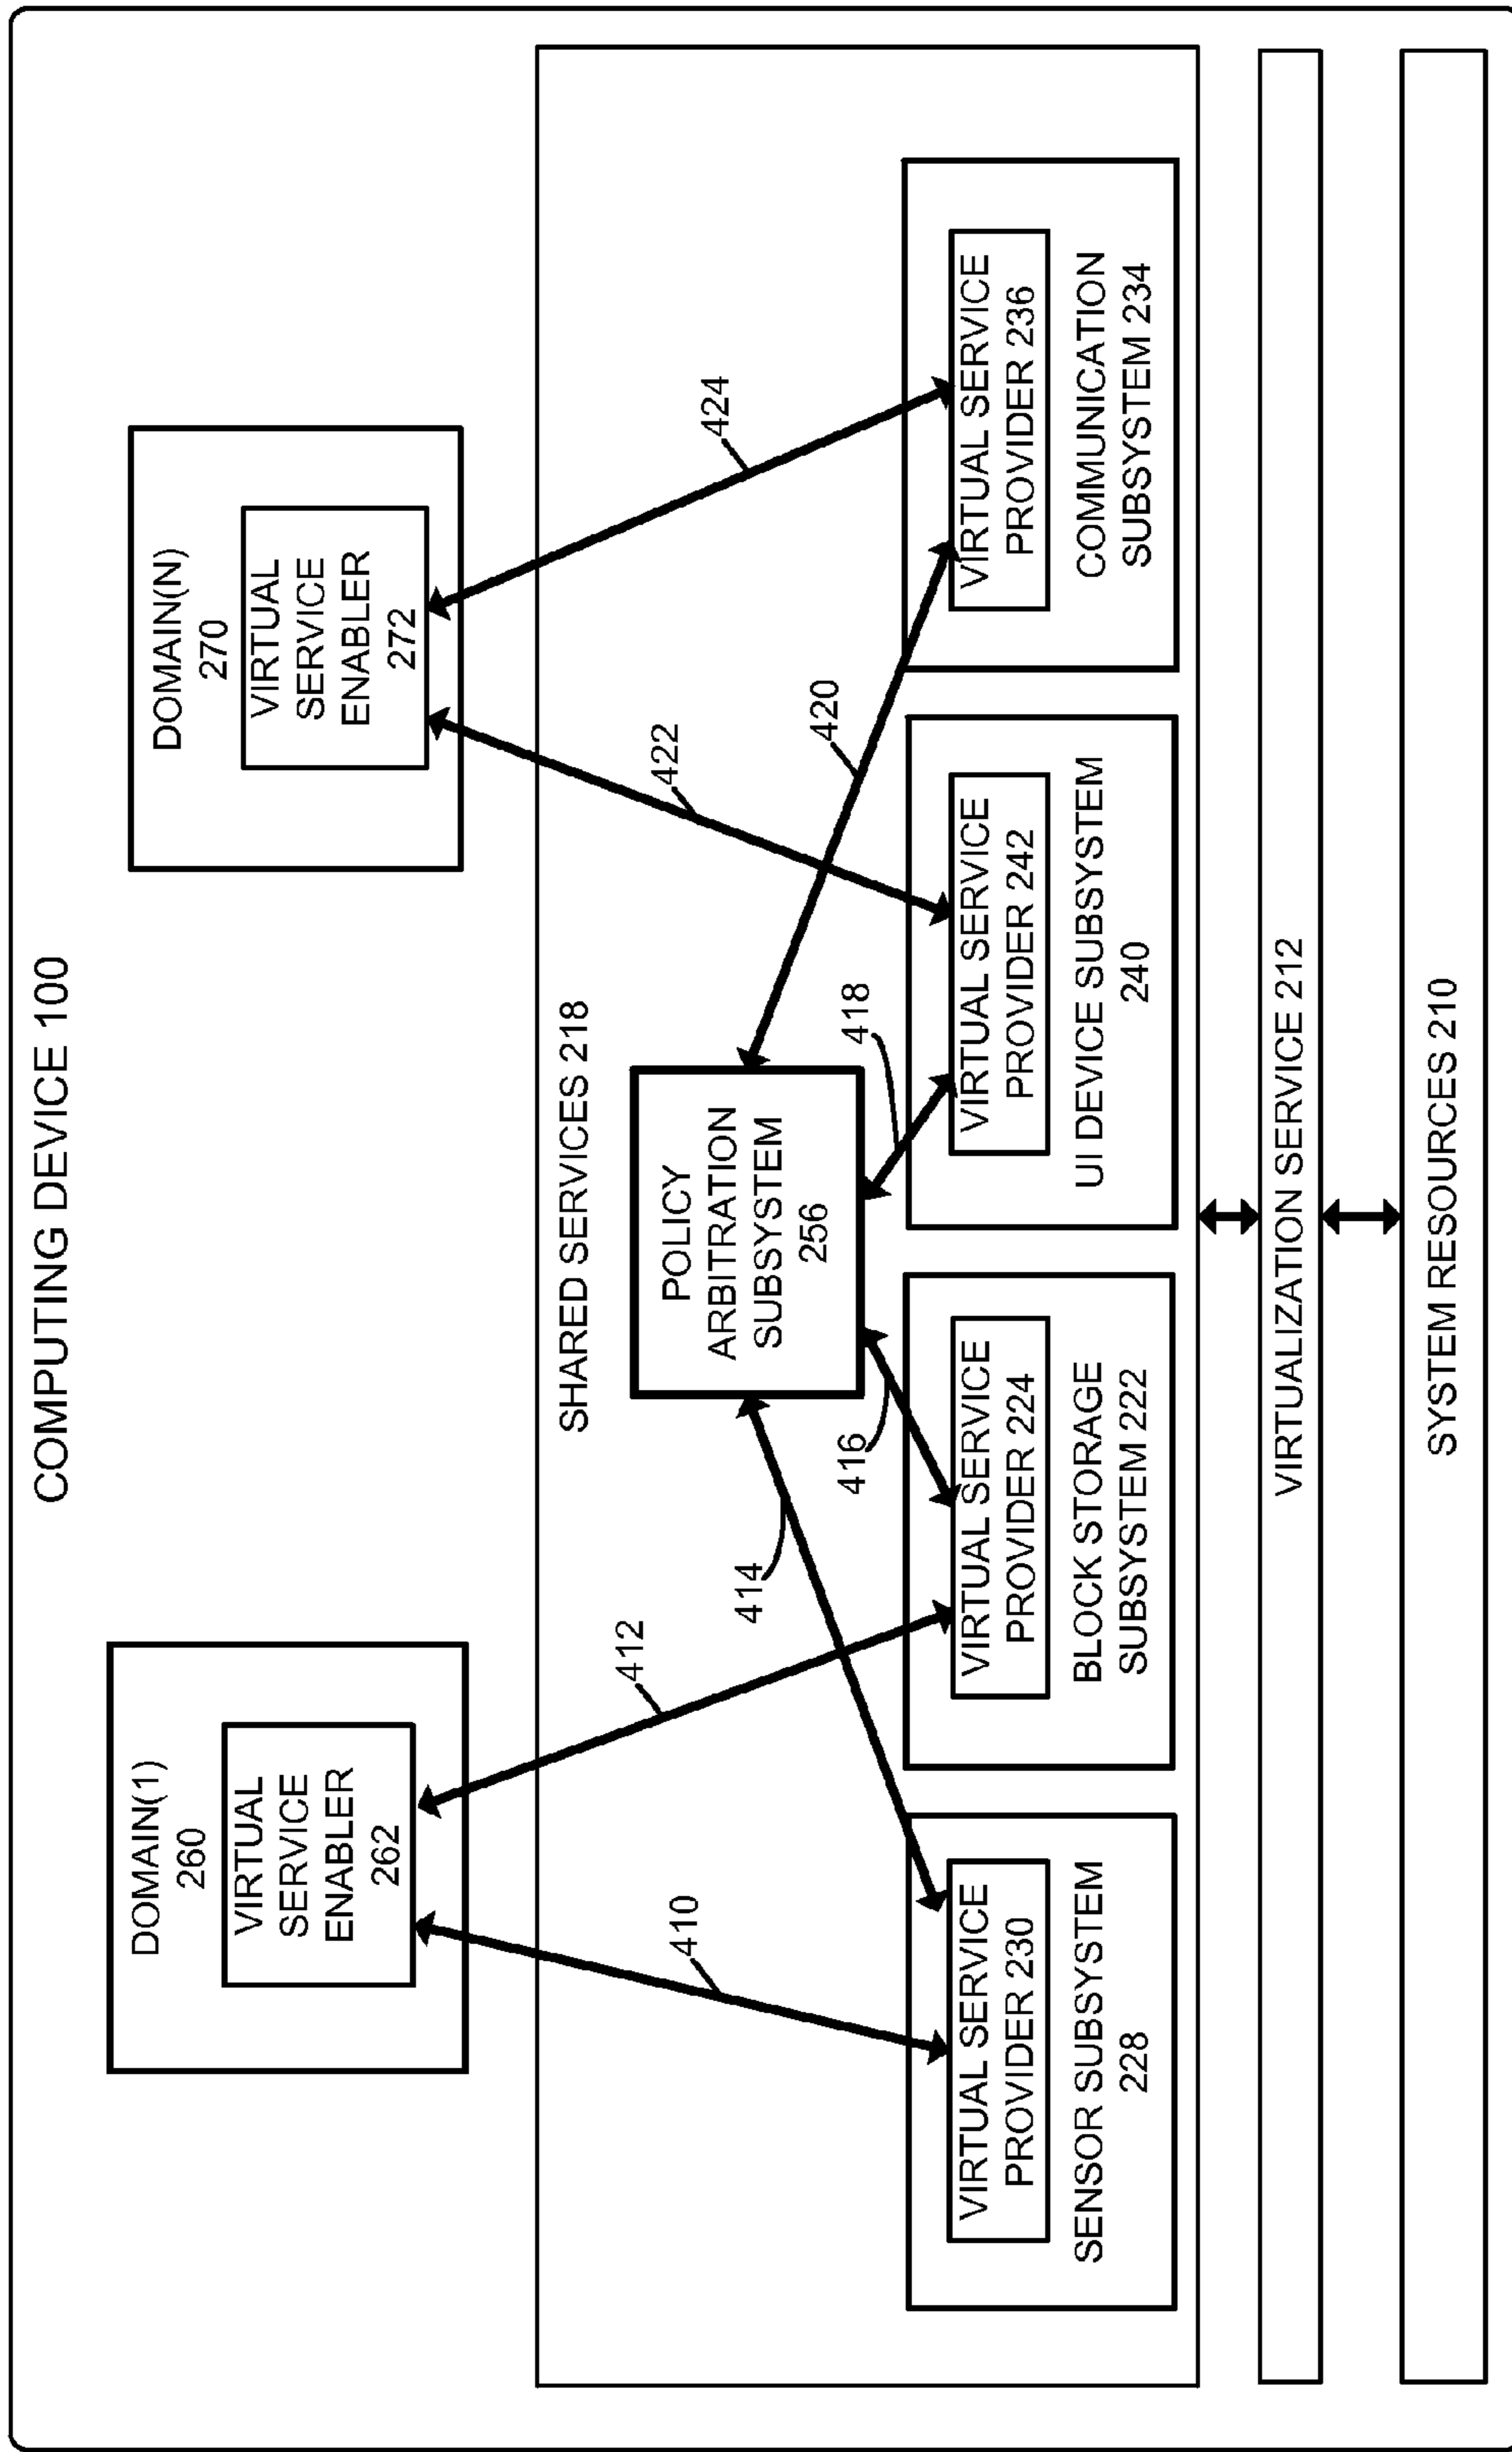 COMPUTING DEVICE 100
DOMAIN(1)
260
VIRTUAL
SERVICE
ENABLER
262
DOMAIN(N)
270
VIRTUAL
SERVICE
ENABLER
272
410
412
422
424
SHARED SERVICES 218
POLICY
ARBITRATION
SUBSYSTEM
256
414
416
418
420
VIRTUAL SERVICE
PROVIDER 230
SENSOR SUBSYSTEM
228
VIRTUAL SERVICE
PROVIDER 224
BLOCK STORAGE
SUBSYSTEM 222
VIRTUAL SERVICE
PROVIDER 242
UI DEVICE SUBSYSTEM
240
VIRTUAL SERVICE
PROVIDER 236
COMMUNICATION
SUBSYSTEM 234
VIRTUALIZATION SERVICE 212
SYSTEM RESOURCES 210